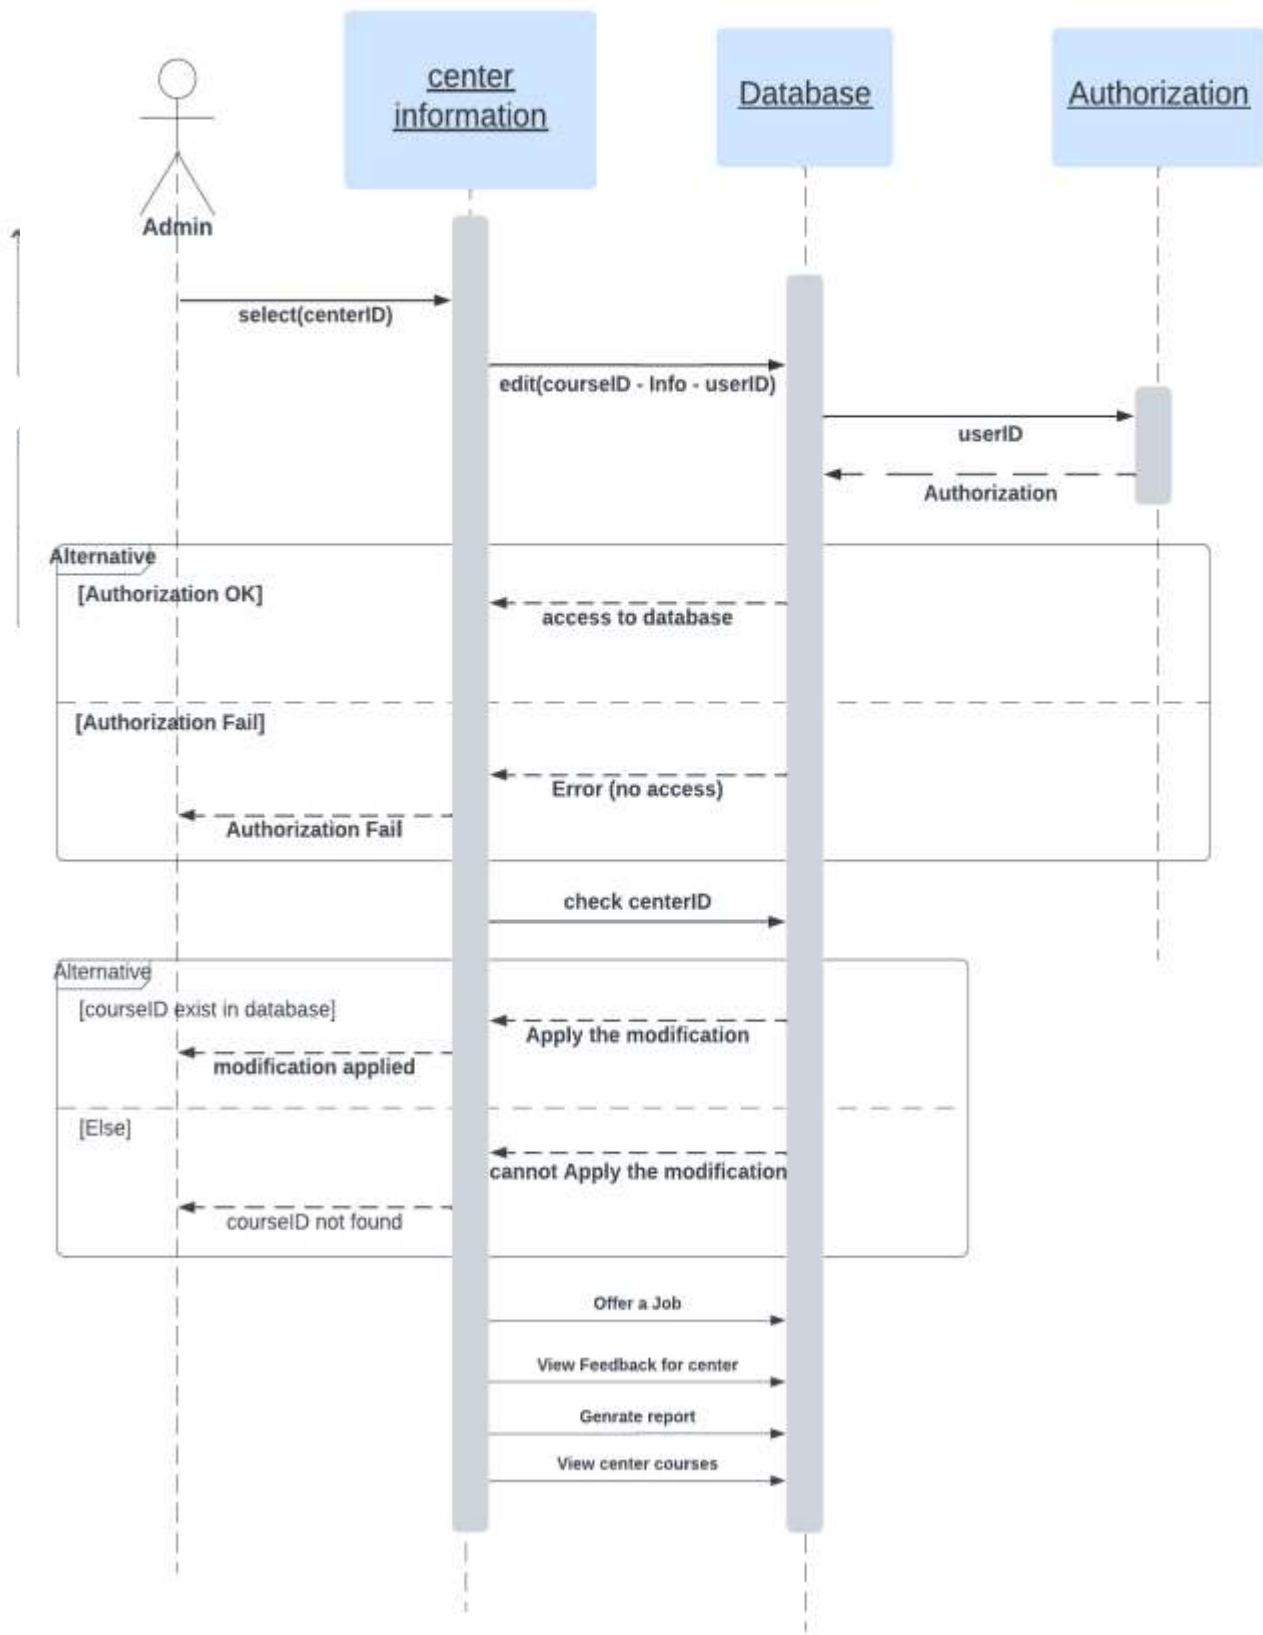 center
information
Database
Authorization
Admin
select(centerID)
edit(courseID - Info - userID)
userID
Authorization
Alternative
[Authorization OK]
access to database
[Authorization Fail]
Error (no access)
Authorization Fail
check centerID
Alternative
[courseID exist in database]
Apply the modification
modification applied
[Else]
cannot Apply the modification
courseID not found
Offer a Job
View Feedback for center
Genrate report
View center courses